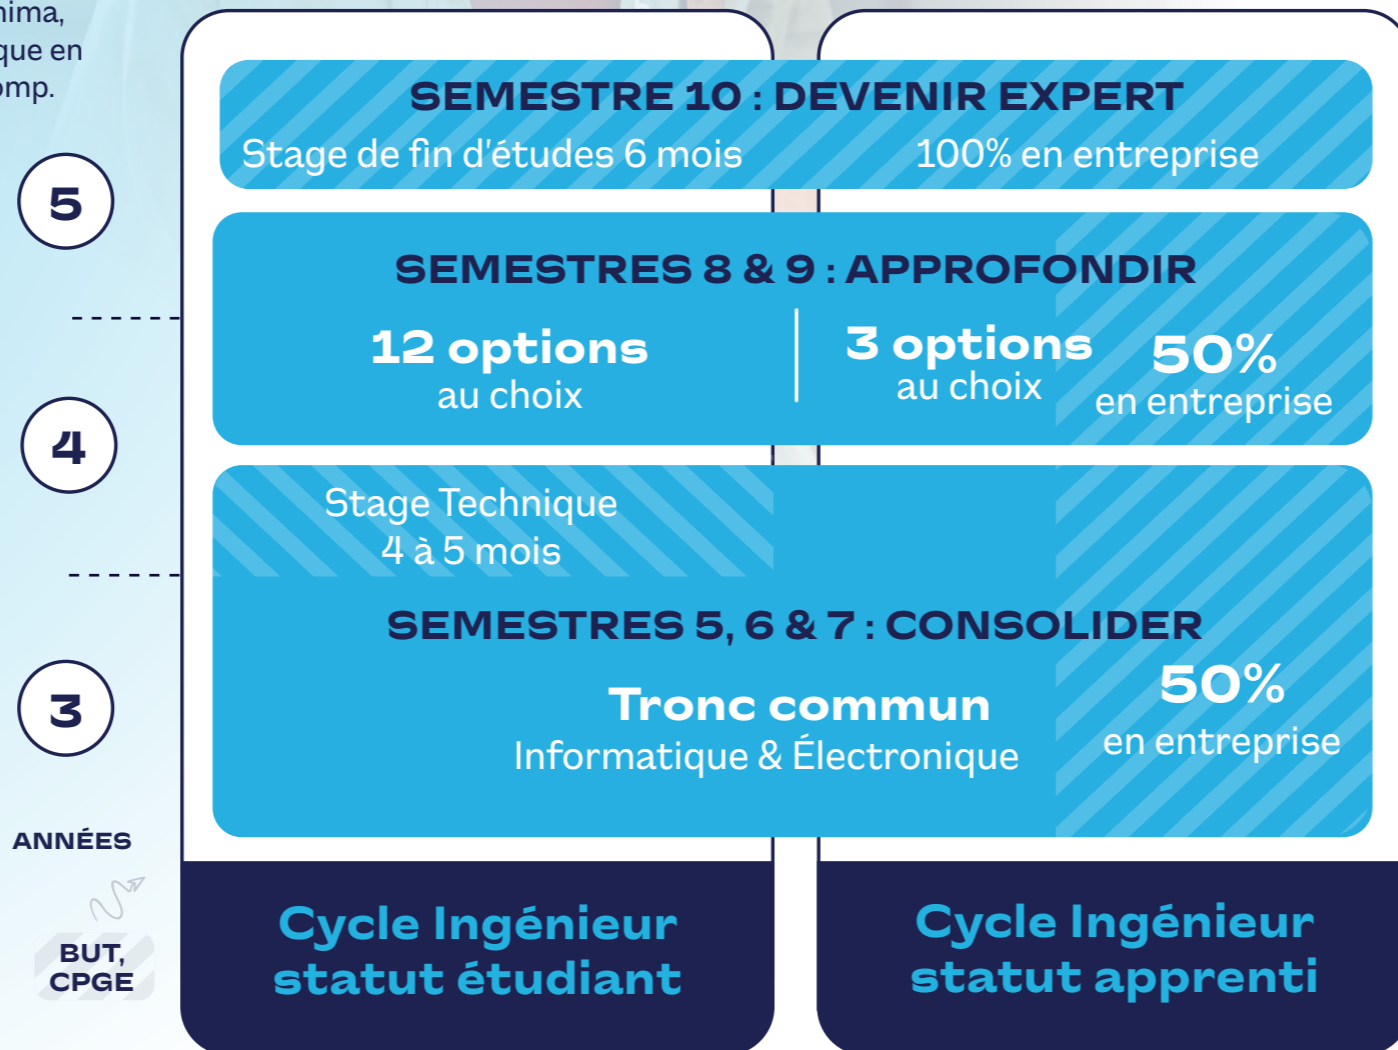 que en
omp.
SEMESTRE 10 : DEVENIR EXPERT
Stage de fin d'études 6 mois
100% en entreprise
5
SEMESTRES 8 & 9 : APPROFONDIR
12 options
au choix
3 options
au choix
50%
en entreprise
4
Stage Technique
4 à 5 mois
SEMESTRES 5, 6 & 7 : CONSOLIDER
Tronc commun
Informatique & Électronique
50%
en entreprise
3
ANNÉES
BUT,
CPGE
Cycle Ingénieur
statut étudiant
Cycle Ingénieur
statut apprenti